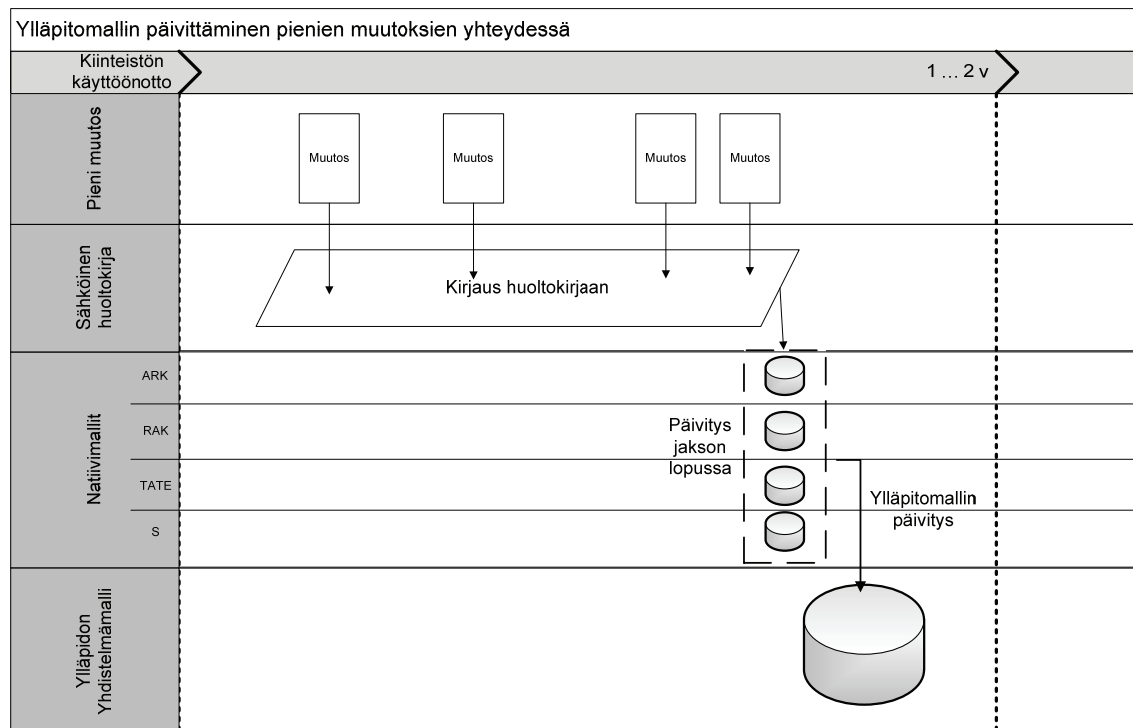 Ylläpitomallin päivittäminen pienien muutoksien yhteydessä
Kiinteistön
käyttöönotto
1 … 2 v
Pieni muutos
Muutos
Muutos
Muutos
Muutos
Sähköinen
huoltokirja
Kirjaus huoltokirjaan
Natiivimallit
ARK
RAK
TATE
S
Päivitys
jakson
lopussa
Ylläpitomallin
päivitys
Ylläpidon
Yhdistelmämalli